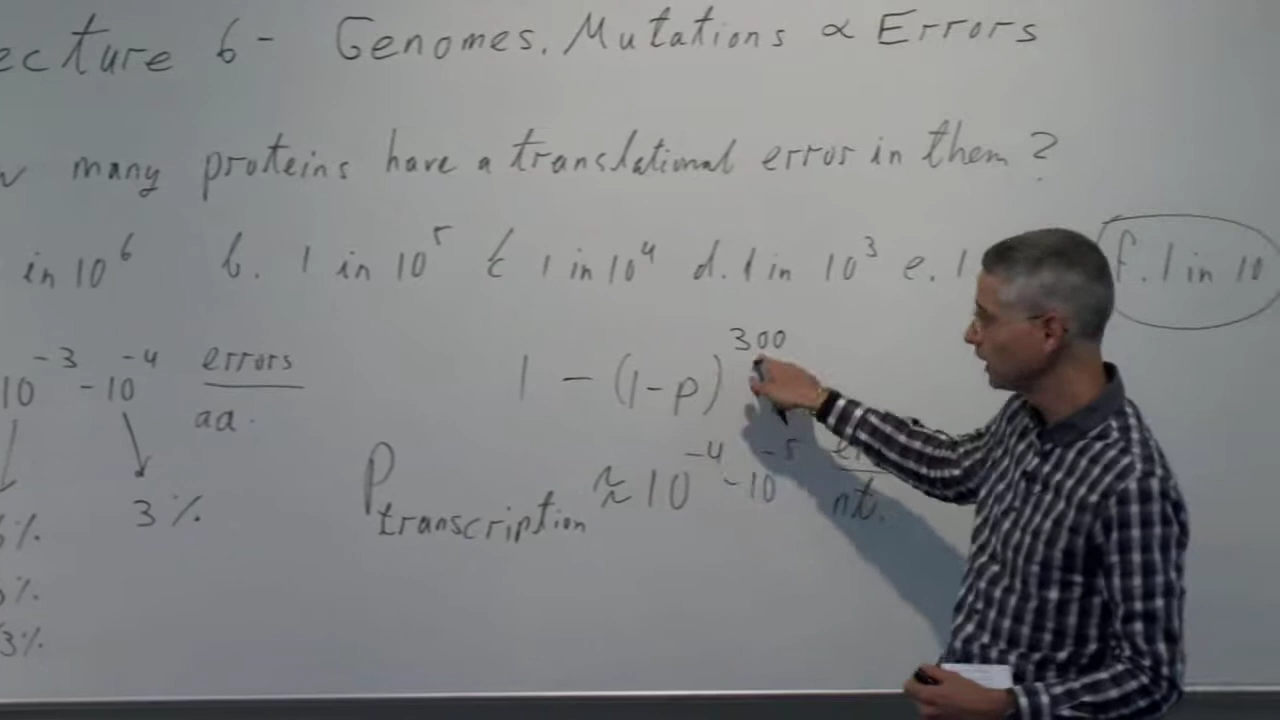 ecture 6 - Genomes, Mutations ∝ Errors
many proteins have a translational error in them?
in 10^6 b. 1 in 10^5 c 1 in 10^4 d. 1 in 10^3 e. 1 f. 1 in 10
10^-3 - 10^-4 errors / aa.
1 - (1-p)^300
3%
P transcription ≈ 10^-4 - 10^-5 nt.
%
%
3%